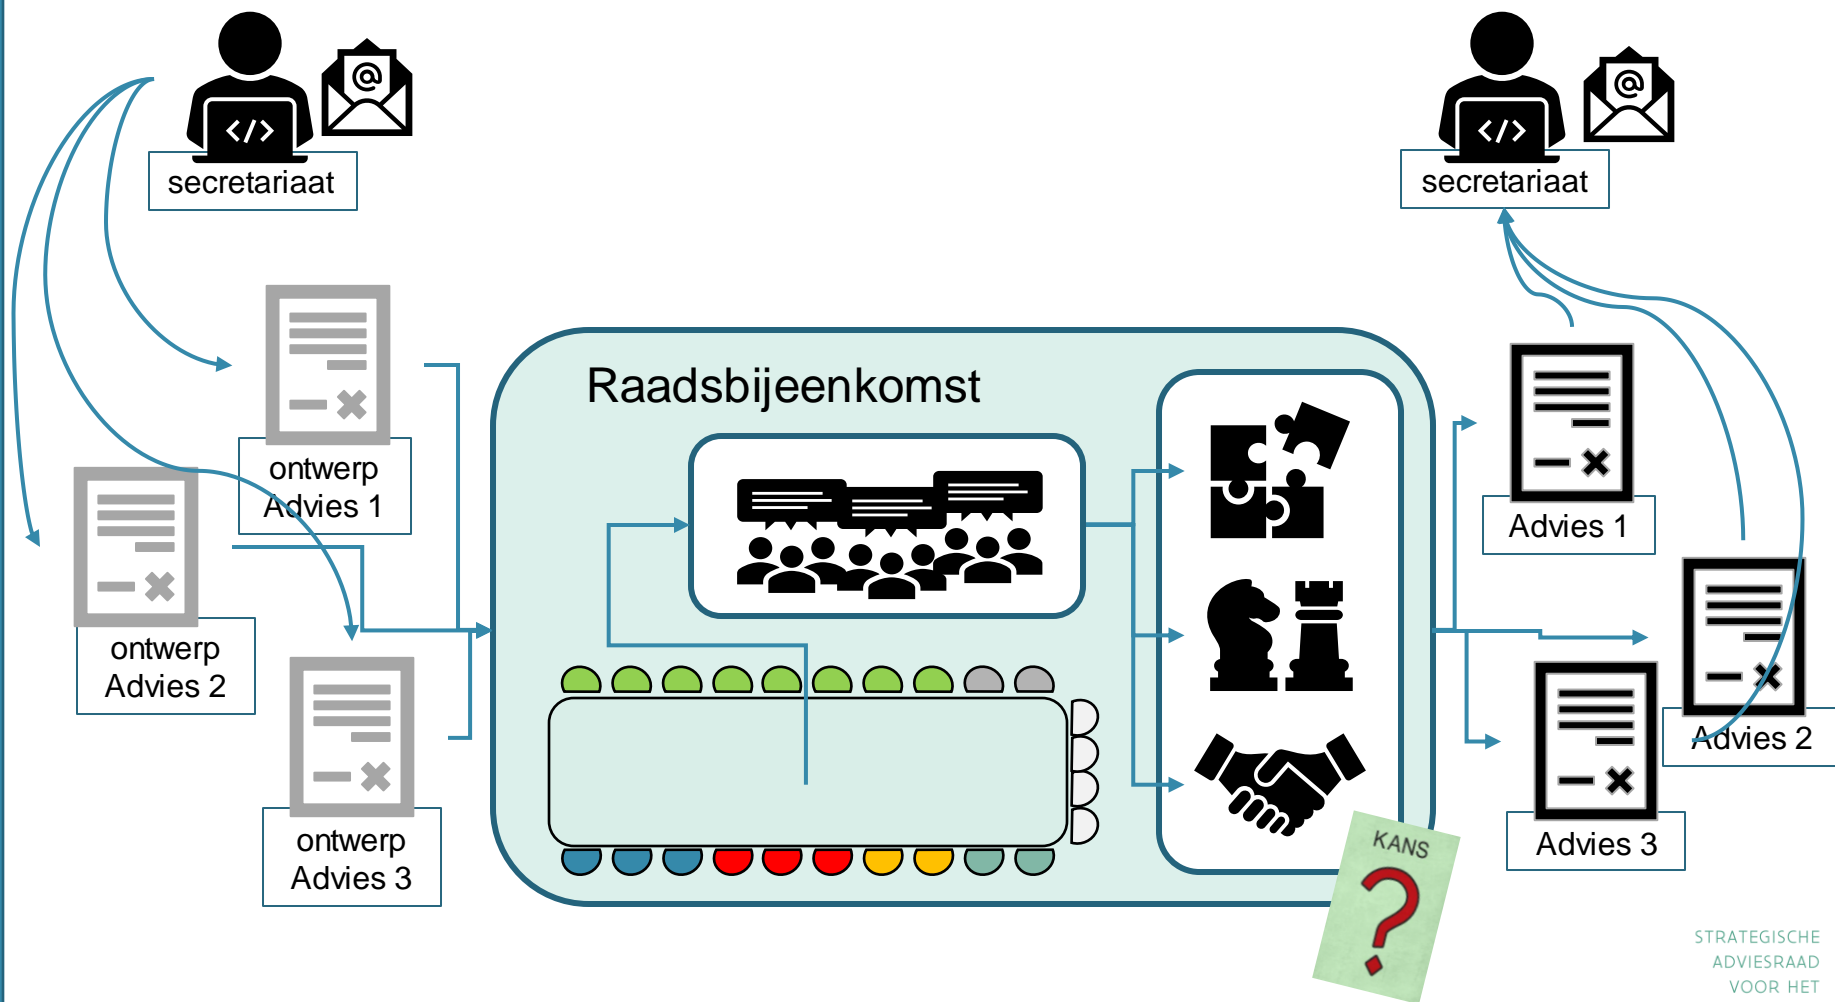 secretariaat
secretariaat
Raadsbijeenkomst
ontwerp
Advies 1
ontwerp
Advies 2
ontwerp
Advies 3
Advies 1
Advies 2
Advies 3
KANS
?
STRATEGISCHE
ADVIESRAAD
VOOR HET